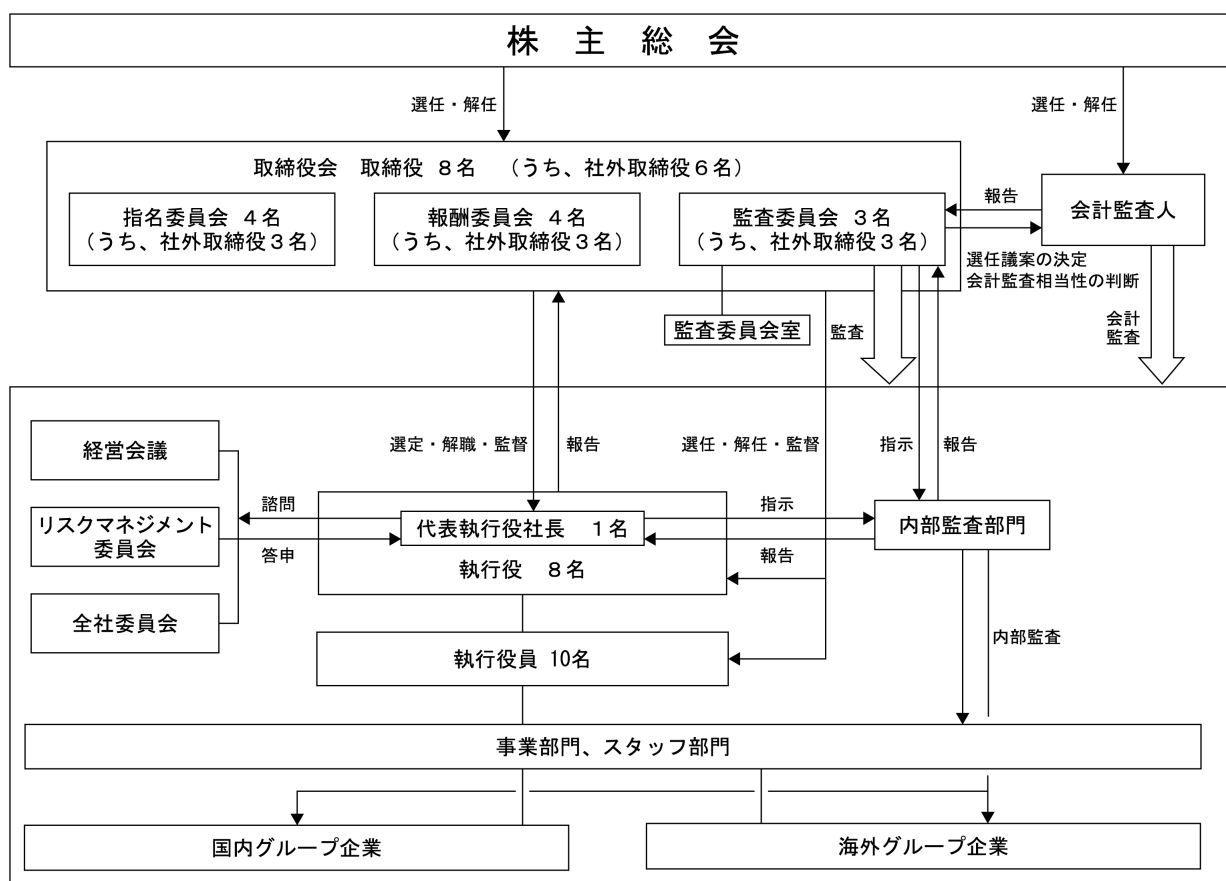 株 主 総 会
選任・解任
選任・解任
取締役会 取締役 8名 (うち、社外取締役6名)
指名委員会 4名
(うち、社外取締役3名)
報酬委員会 4名
(うち、社外取締役3名)
監査委員会 3名
(うち、社外取締役3名)
報告
会計監査人
選任議案の決定
会計監査相当性の判断
監査委員会室
監査
会計
監査
選定・解職・監督
報告
選任・解任・監督
指示
報告
経営会議
リスクマネジメント
委員会
全社委員会
諮問
答申
代表執行役社長 1名
執行役 8名
指示
報告
内部監査部門
執行役員 10名
内部監査
事業部門、スタッフ部門
国内グループ企業
海外グループ企業